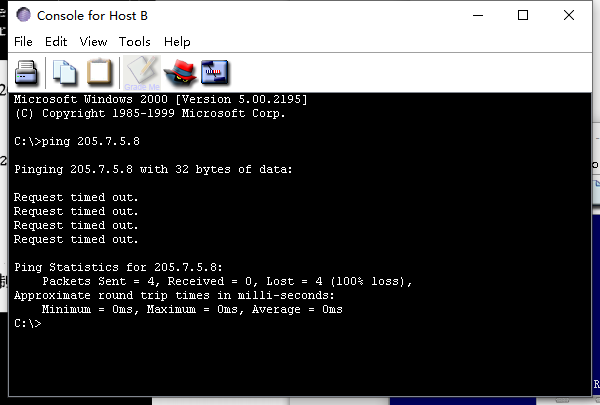 Console for Host B
File Edit View Tools Help
Grade Me
Microsoft Windows 2000 [Version 5.00.2195]
(C) Copyright 1985-1999 Microsoft Corp.
C:\>ping 205.7.5.8
Pinging 205.7.5.8 with 32 bytes of data:
Request timed out.
Request timed out.
Request timed out.
Request timed out.
Ping Statistics for 205.7.5.8:
Packets Sent = 4, Received = 0, Lost = 4 (100% loss),
Approximate round trip times in milli-seconds:
Minimum = 0ms, Maximum = 0ms, Average = 0ms
C:\>